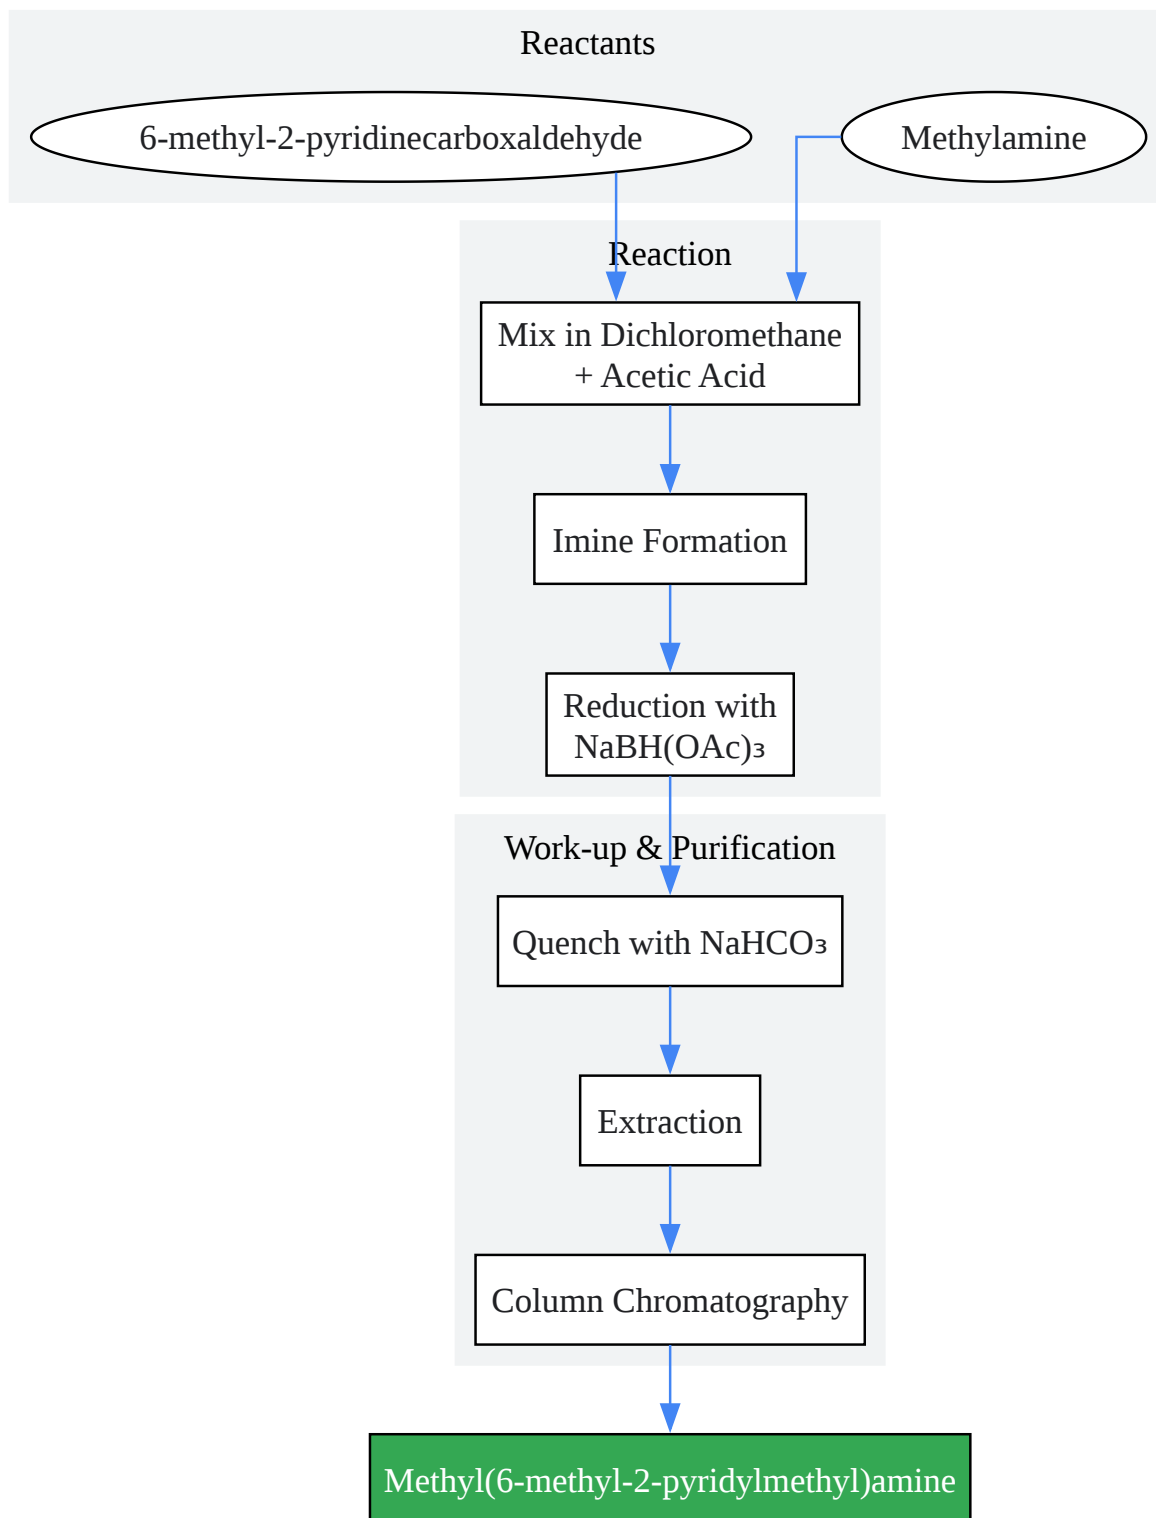 Reactants
6-methyl-2-pyridinecarboxaldehyde
Methylamine
Reaction
Mix in Dichloromethane
+ Acetic Acid
Imine Formation
Reduction with
NaBH(OAc)₃
Work-up & Purification
Quench with NaHCO₃
Extraction
Column Chromatography
Methyl(6-methyl-2-pyridylmethyl)amine